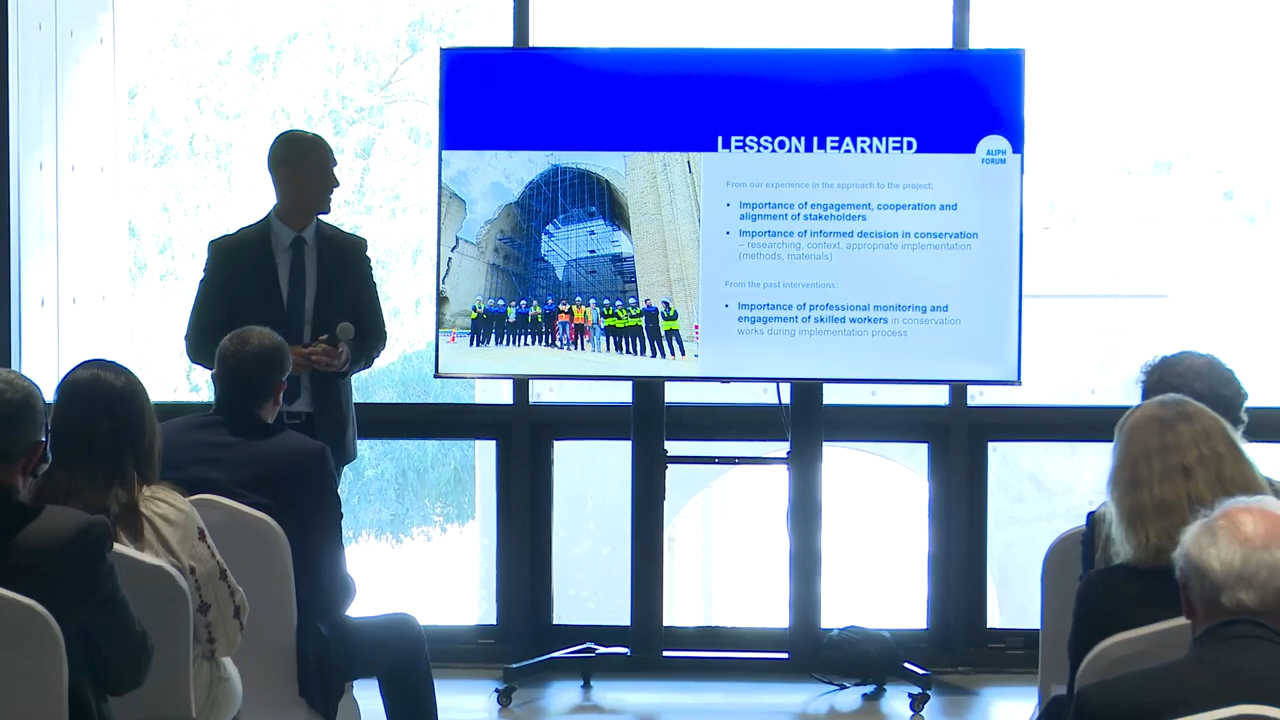 LESSON LEARNED
ALIPH
FORUM
From our experience in the approach to the project:
• Importance of engagement, cooperation and
alignment of stakeholders
• Importance of informed decision in conservation
– researching, context, appropriate implementation
(methods, materials)
From the past interventions:
• Importance of professional monitoring and
engagement of skilled workers in conservation
works during implementation process